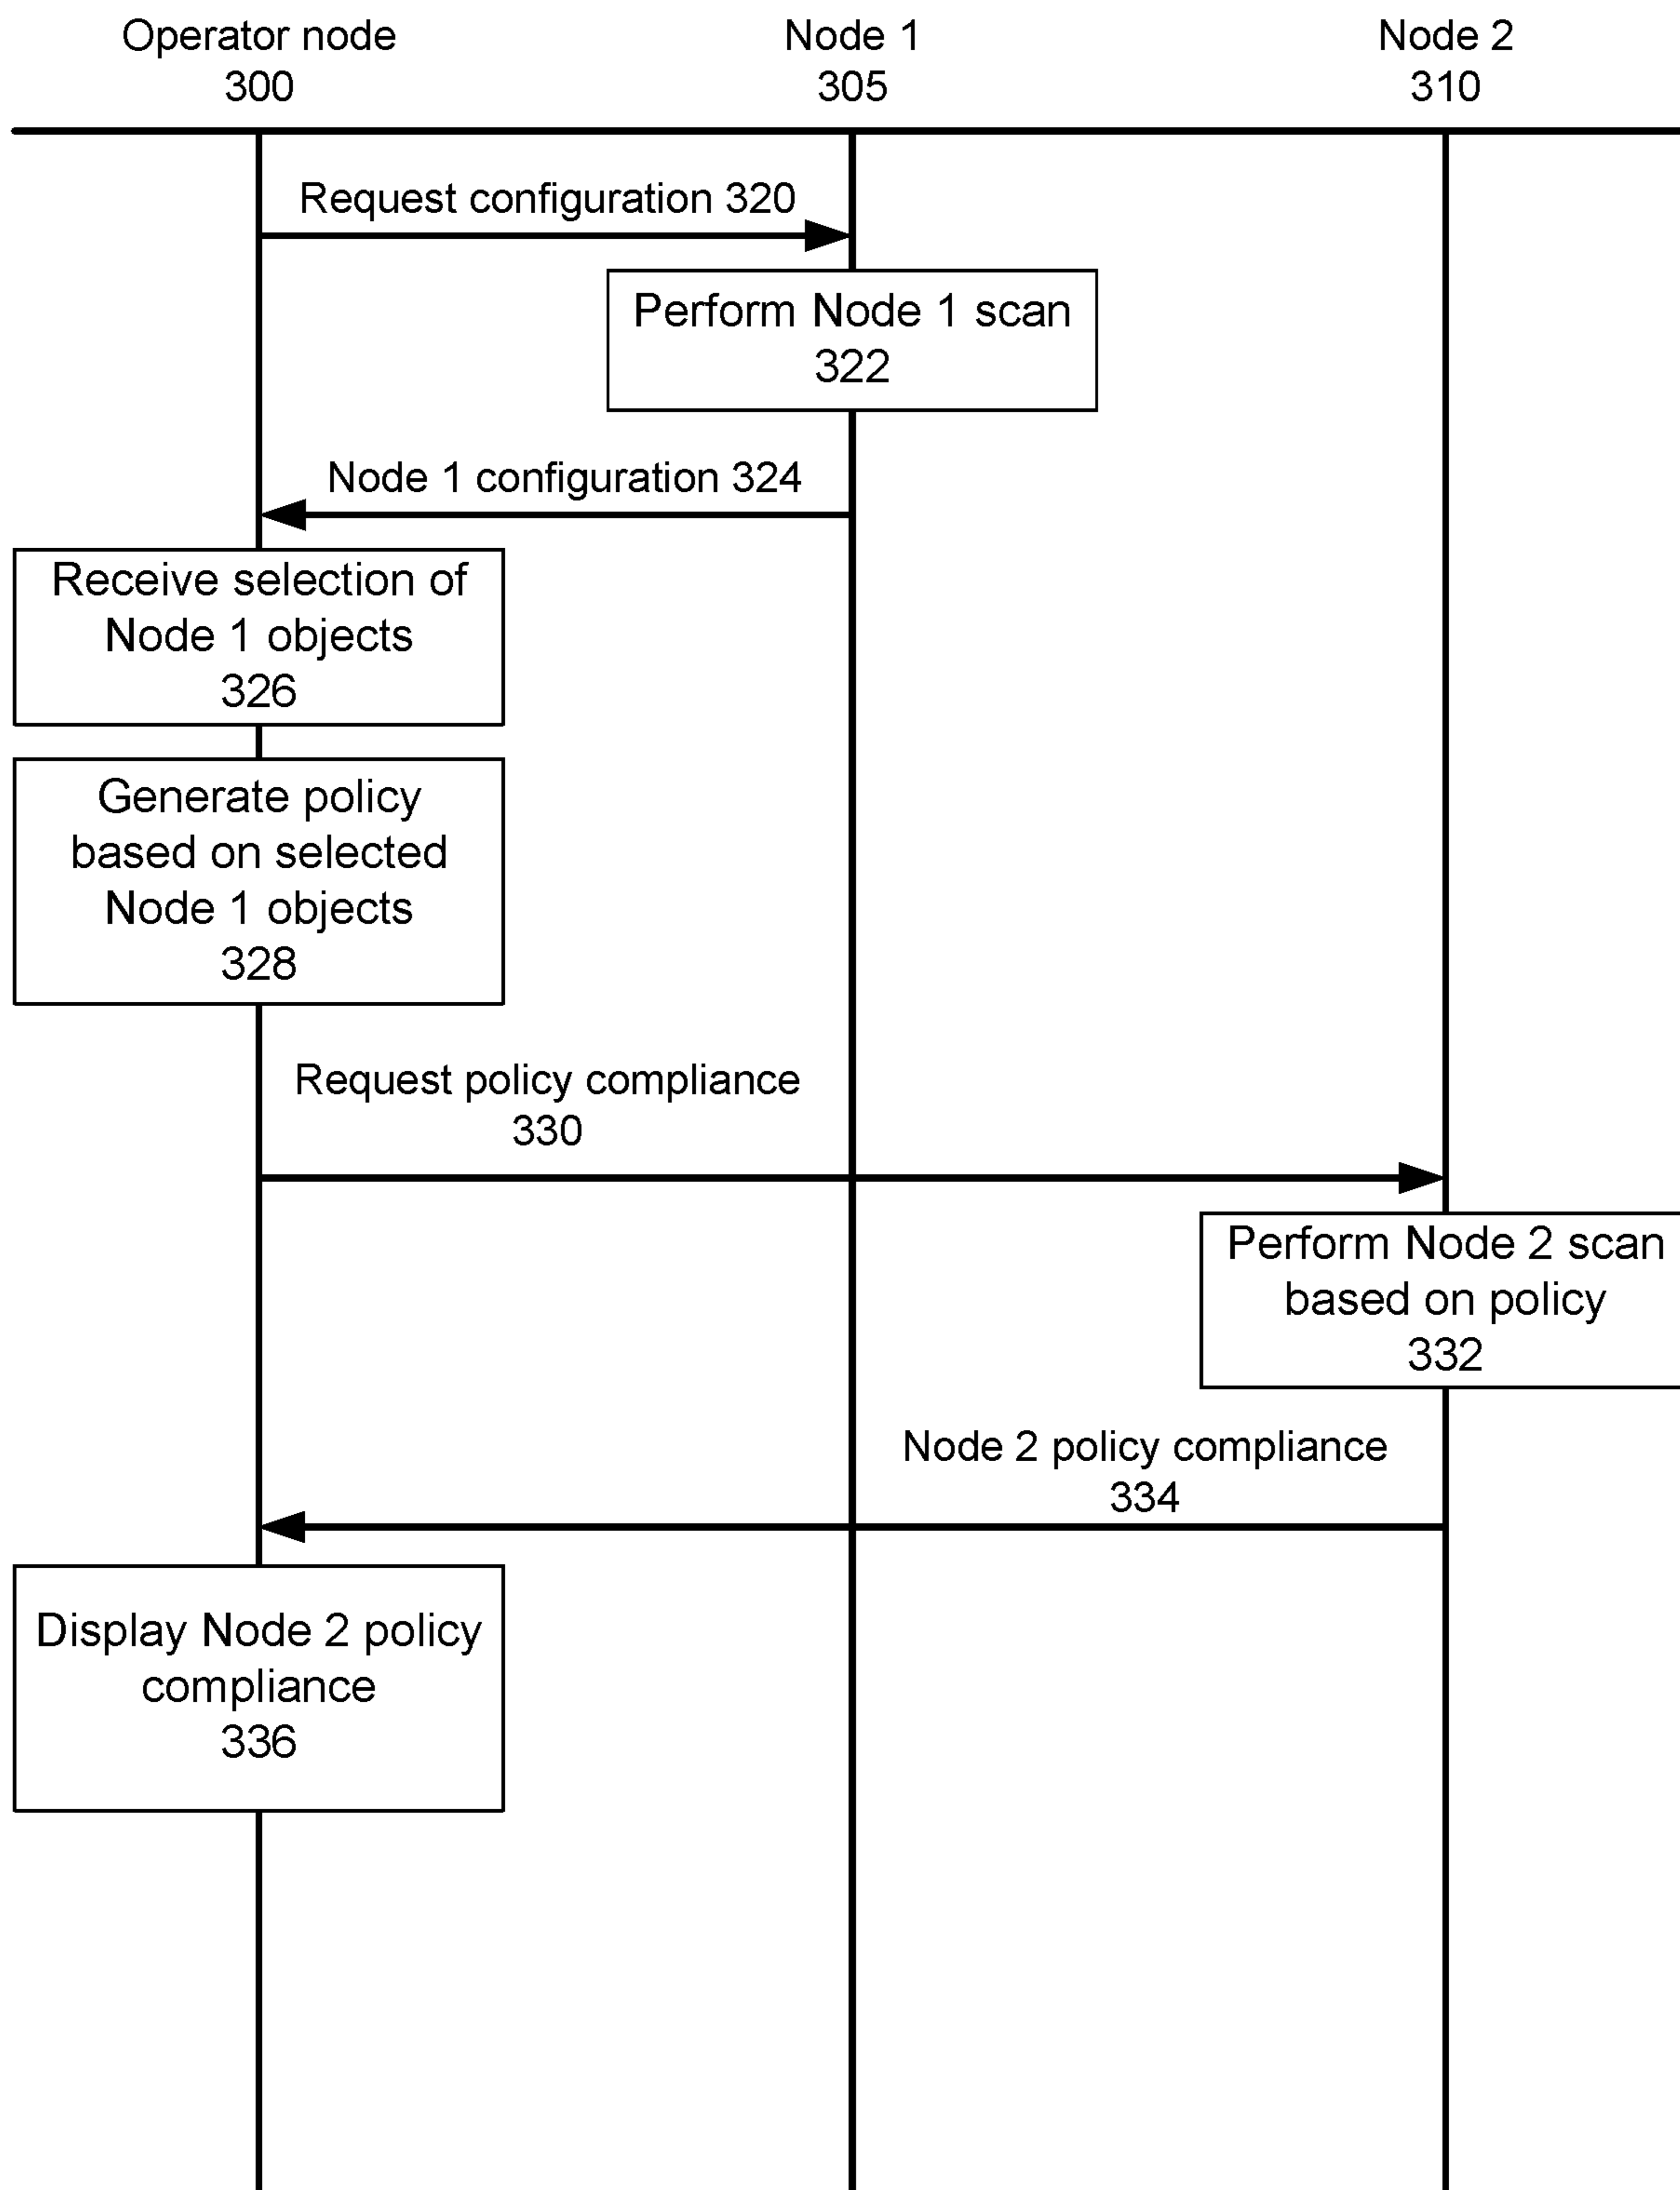 Operator node
300
Node 1
305
Node 2
310
Request configuration 320
Perform Node 1 scan
322
Node 1 configuration 324
Receive selection of
Node 1 objects
326
Generate policy
based on selected
Node 1 objects
328
Request policy compliance
330
Perform Node 2 scan
based on policy
332
Node 2 policy compliance
334
Display Node 2 policy
compliance
336